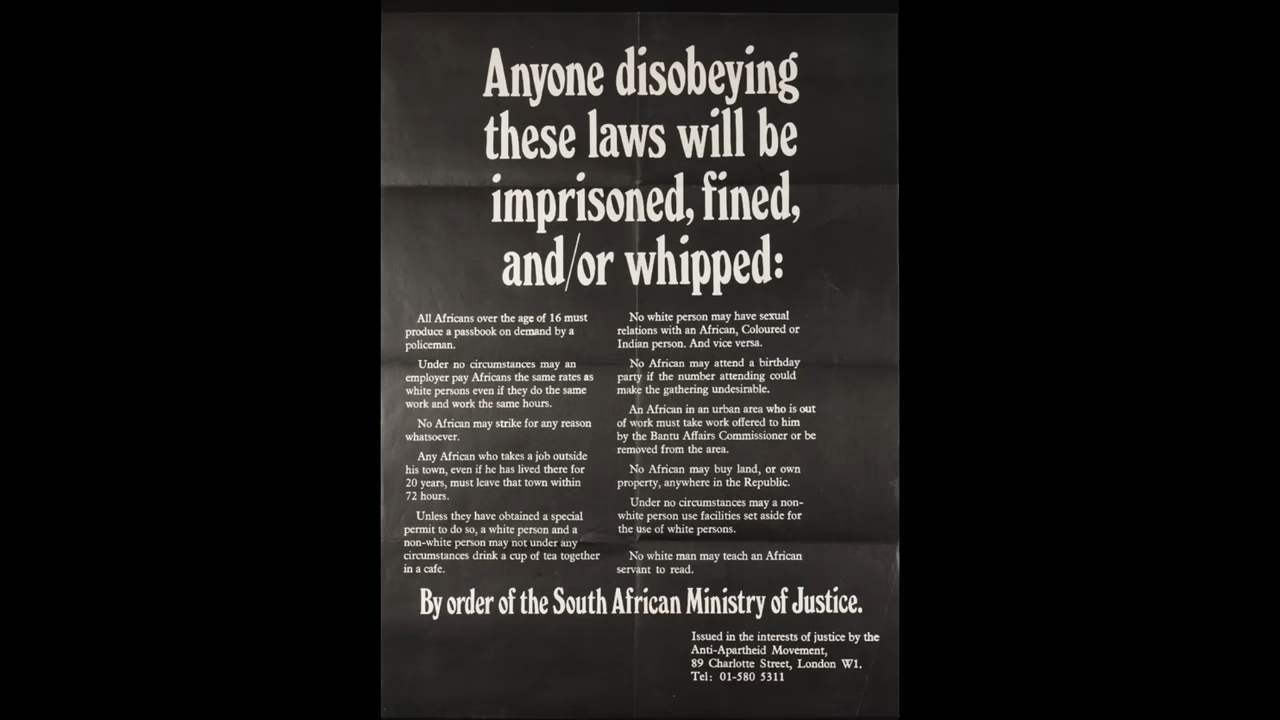 Anyone disobeying
these laws will be
imprisoned, fined,
and/or whipped:
All Africans over the age of 16 must
produce a passbook on demand by a
policeman.
Under no circumstances may an
employer pay Africans the same rates as
white persons even if they do the same
work and work the same hours.
No African may strike for any reason
whatsoever.
Any African who takes a job outside
his town, even if he has lived there for
20 years, must leave that town within
72 hours.
Unless they have obtained a special
permit to do so, a white person and a
non-white person may not under any
circumstances drink a cup of tea together
in a cafe.
No white person may have sexual
relations with an African, Coloured or
Indian person. And vice versa.
No African may attend a birthday
party if the number attending could
make the gathering undesirable.
An African in an urban area who is out
of work must take work offered to him
by the Bantu Affairs Commissioner or be
removed from the area.
No African may buy land, or own
property, anywhere in the Republic.
Under no circumstances may a non-
white person use facilities set aside for
the use of white persons.
No white man may teach an African
servant to read.
By order of the South African Ministry of Justice.
Issued in the interests of justice by the
Anti-Apartheid Movement,
89 Charlotte Street, London W1.
Tel: 01-580 5311